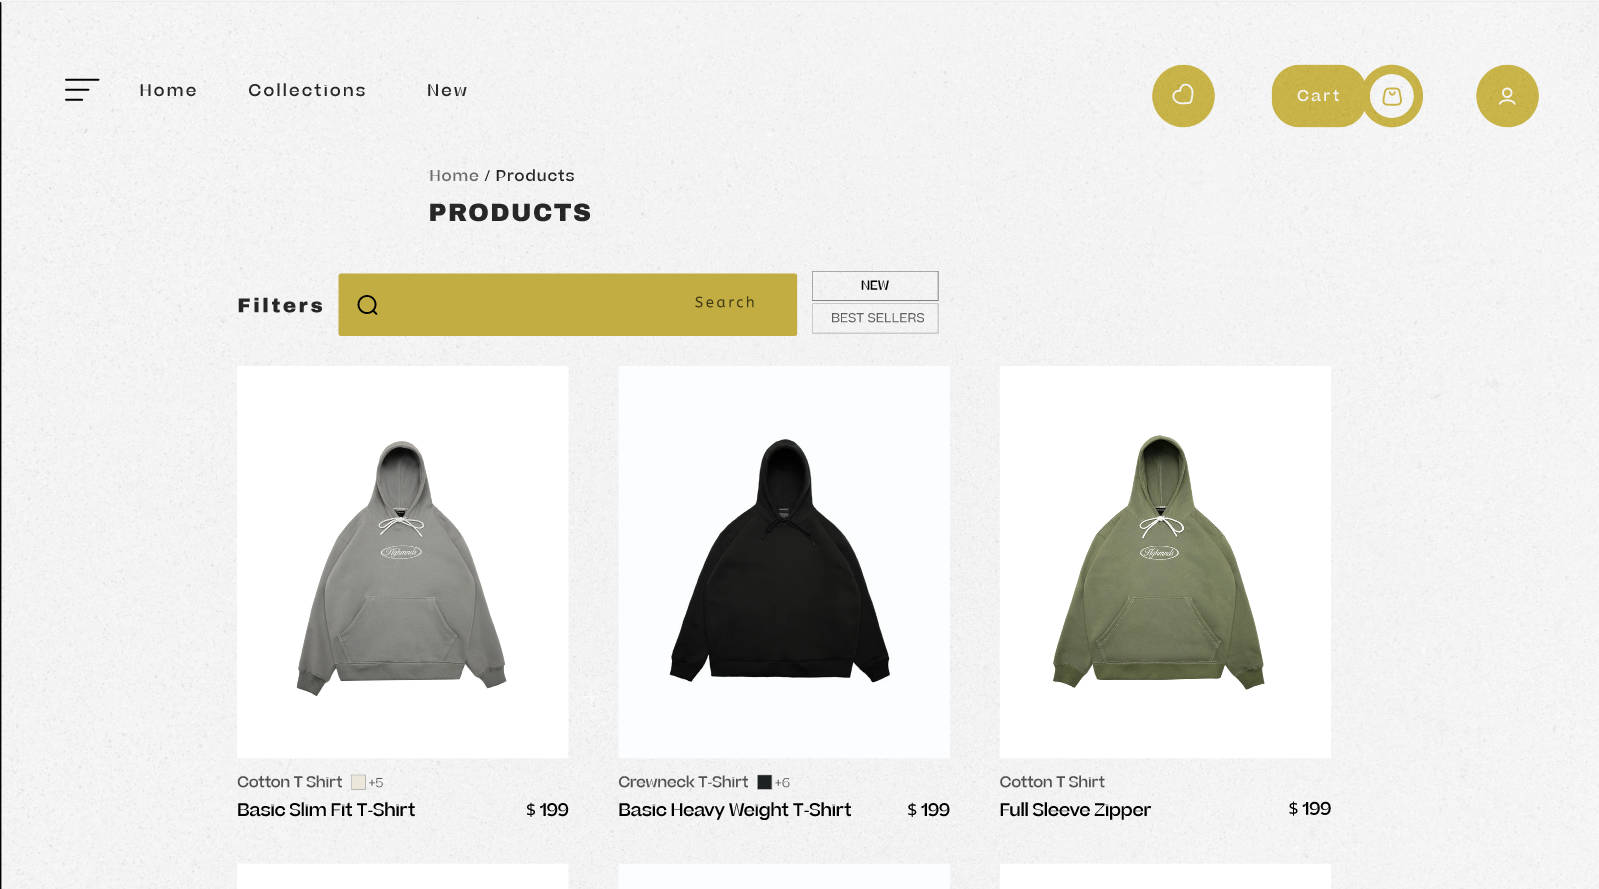 Home Collections New Cart
Home / Products
PRODUCTS
Filters
Search
NEW
BEST SELLERS
Cotton T Shirt +5
Basic Slim Fit T-Shirt $ 199
Crewneck T-Shirt +6
Basic Heavy Weight T-Shirt $ 199
Cotton T Shirt
Full Sleeve Zipper $ 199